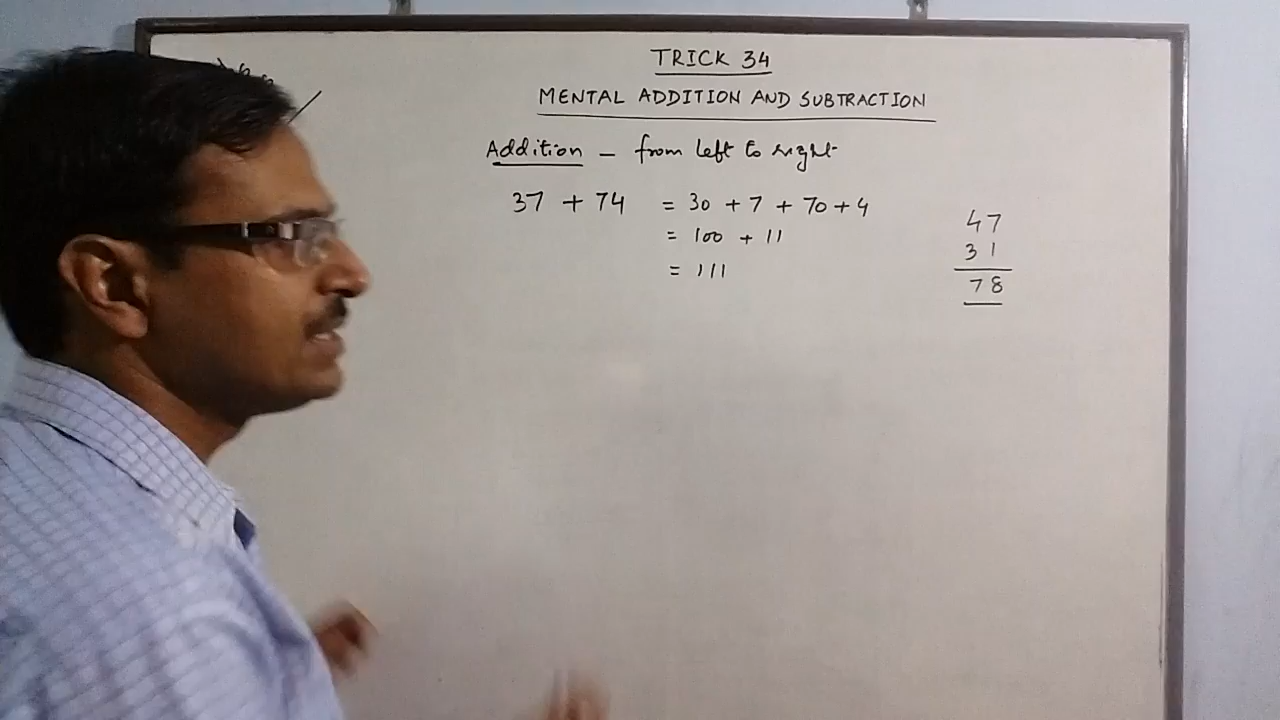 TRICK 34
MENTAL ADDITION AND SUBTRACTION
Addition – from left to right
37 + 74 = 30 + 7 + 70 + 4
= 100 + 11
= 111
47
31
78